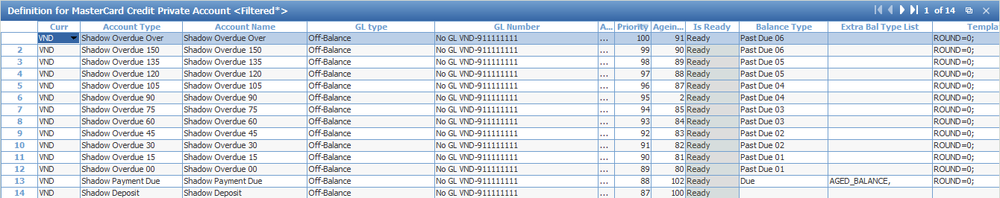 Definition for MasterCard Credit Private Account <Filtered*> 1 of 14
Curr Account Type Account Name GL type GL Number A... Priority Agein... Is Ready Balance Type Extra Bal Type List Templa
VND Shadow Overdue Over Shadow Overdue Over Off-Balance No GL VND-911111111 ... 100 91 Ready Past Due 06 ROUND=0;
2 VND Shadow Overdue 150 Shadow Overdue 150 Off-Balance No GL VND-911111111 ... 99 90 Ready Past Due 06 ROUND=0;
3 VND Shadow Overdue 135 Shadow Overdue 135 Off-Balance No GL VND-911111111 ... 98 89 Ready Past Due 05 ROUND=0;
4 VND Shadow Overdue 120 Shadow Overdue 120 Off-Balance No GL VND-911111111 ... 97 88 Ready Past Due 05 ROUND=0;
5 VND Shadow Overdue 105 Shadow Overdue 105 Off-Balance No GL VND-911111111 ... 96 87 Ready Past Due 04 ROUND=0;
6 VND Shadow Overdue 90 Shadow Overdue 90 Off-Balance No GL VND-911111111 ... 95 2 Ready Past Due 04 ROUND=0;
7 VND Shadow Overdue 75 Shadow Overdue 75 Off-Balance No GL VND-911111111 ... 94 85 Ready Past Due 03 ROUND=0;
8 VND Shadow Overdue 60 Shadow Overdue 60 Off-Balance No GL VND-911111111 ... 93 84 Ready Past Due 03 ROUND=0;
9 VND Shadow Overdue 45 Shadow Overdue 45 Off-Balance No GL VND-911111111 ... 92 83 Ready Past Due 02 ROUND=0;
10 VND Shadow Overdue 30 Shadow Overdue 30 Off-Balance No GL VND-911111111 ... 91 82 Ready Past Due 02 ROUND=0;
11 VND Shadow Overdue 15 Shadow Overdue 15 Off-Balance No GL VND-911111111 ... 90 81 Ready Past Due 01 ROUND=0;
12 VND Shadow Overdue 00 Shadow Overdue 00 Off-Balance No GL VND-911111111 ... 89 80 Ready Past Due 01 ROUND=0;
13 VND Shadow Payment Due Shadow Payment Due Off-Balance No GL VND-911111111 ... 88 102 Ready Due AGED_BALANCE, ROUND=0;
14 VND Shadow Deposit Shadow Deposit Off-Balance No GL VND-911111111 ... 87 100 Ready ROUND=0;